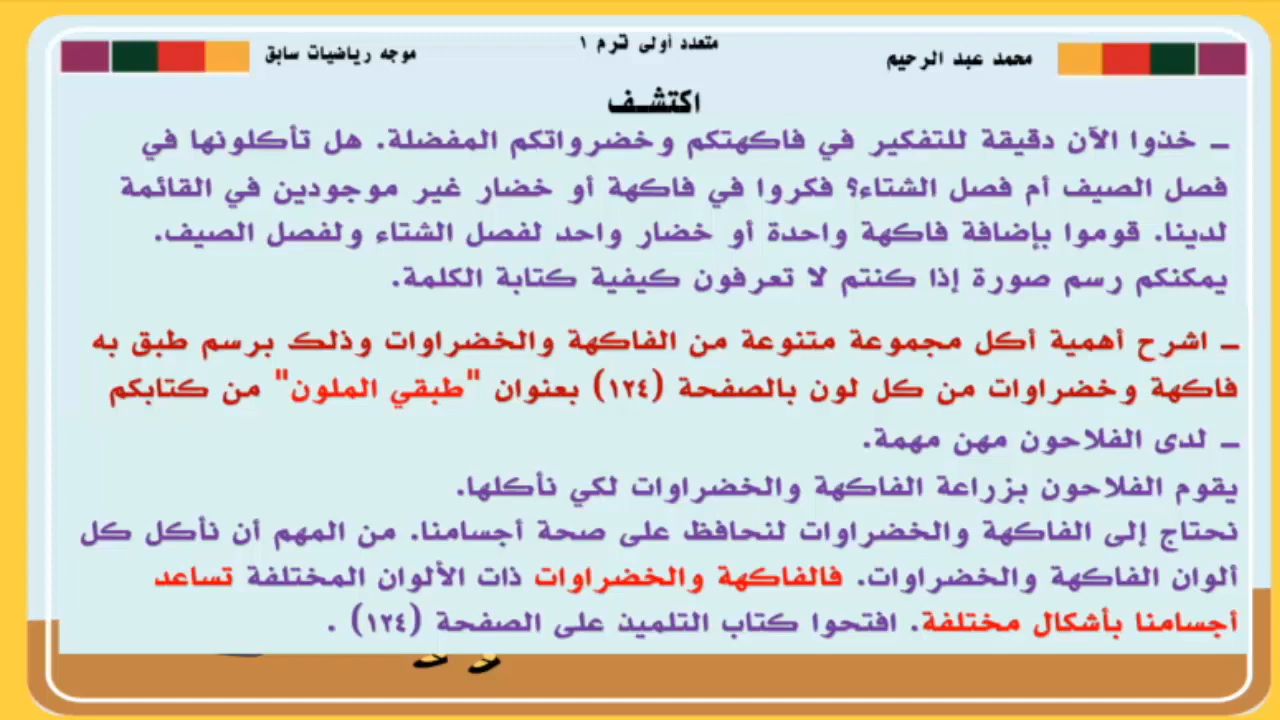 متعدد أولى ترم ١
محمد عبد الرحيم
موجه رياضيات سابق
اكتشـف
ـ خذوا الآن دقيقة للتفكير في فاكهتكم وخضرواتكم المفضلة. هل تأكلونها في
فصل الصيف أم فصل الشتاء؟ فكروا في فاكهة أو خضار غير موجودين في القائمة
لدينا. قوموا بإضافة فاكهة واحدة أو خضار واحد لفصل الشتاء ولفصل الصيف.
يمكنكم رسم صورة إذا كنتم لا تعرفون كيفية كتابة الكلمة.
ـ اشرح أهمية أكل مجموعة متنوعة من الفاكهة والخضراوات وذلك برسم طبق به
فاكهة وخضراوات من كل لون بالصفحة (١٢٤) بعنوان "طبقي الملون" من كتابكم
ـ لدى الفلاحون مهن مهمة.
يقوم الفلاحون بزراعة الفاكهة والخضراوات لكي نأكلها.
نحتاج إلى الفاكهة والخضراوات لنحافظ على صحة أجسامنا. من المهم أن نأكل كل
ألوان الفاكهة والخضراوات. فالفاكهة والخضراوات ذات الألوان المختلفة تساعد
أجسامنا بأشكال مختلفة. افتحوا كتاب التلميذ على الصفحة (١٢٤) .